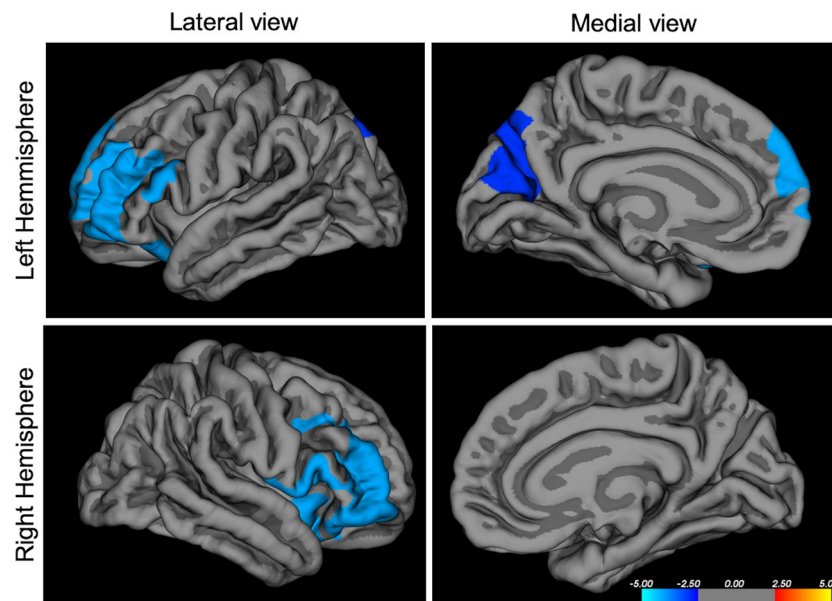 Lateral view
Medial view
Left Hemmisphere
Right Hemisphere
-5.00 -2.50 0.00 2.50 5.0